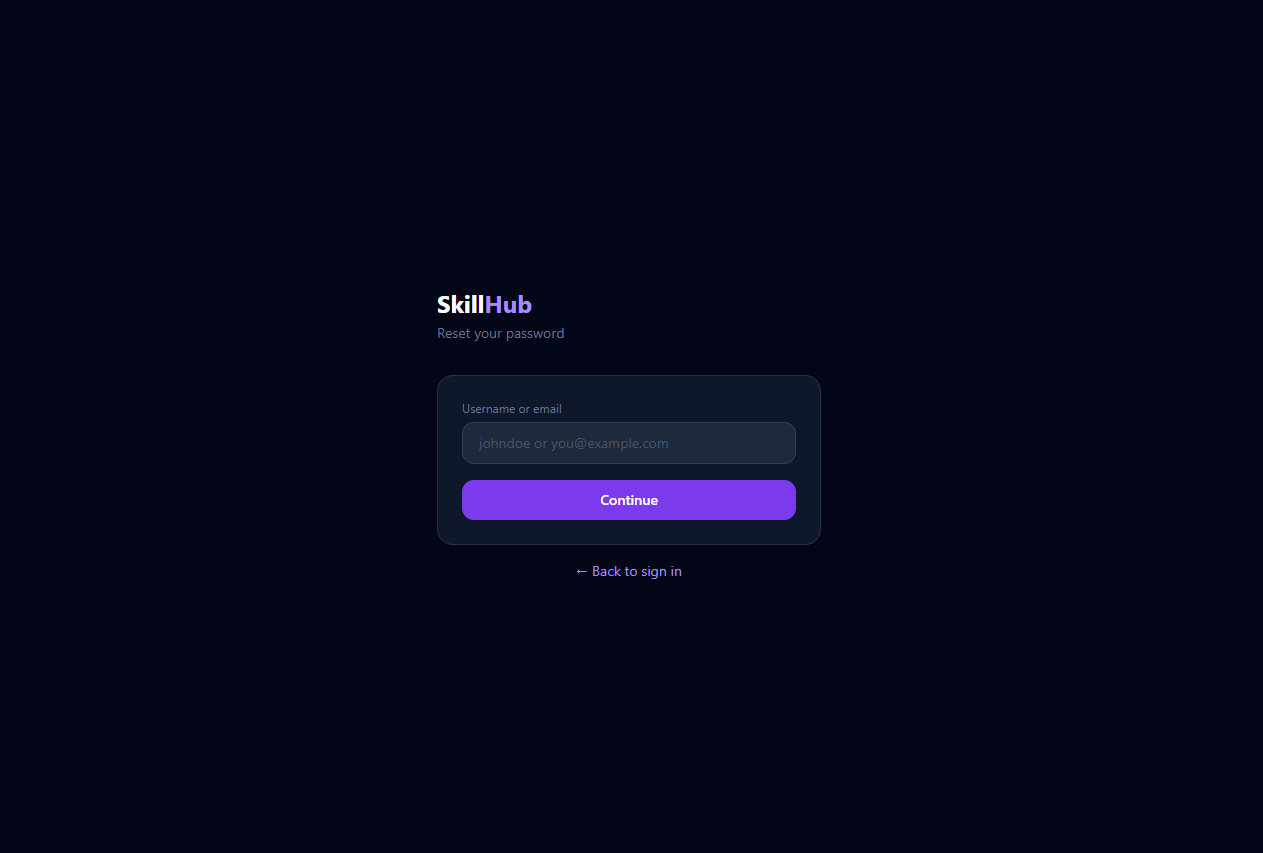 SkillHub
Reset your password
Username or email
johndoe or you@example.com
Continue
← Back to sign in